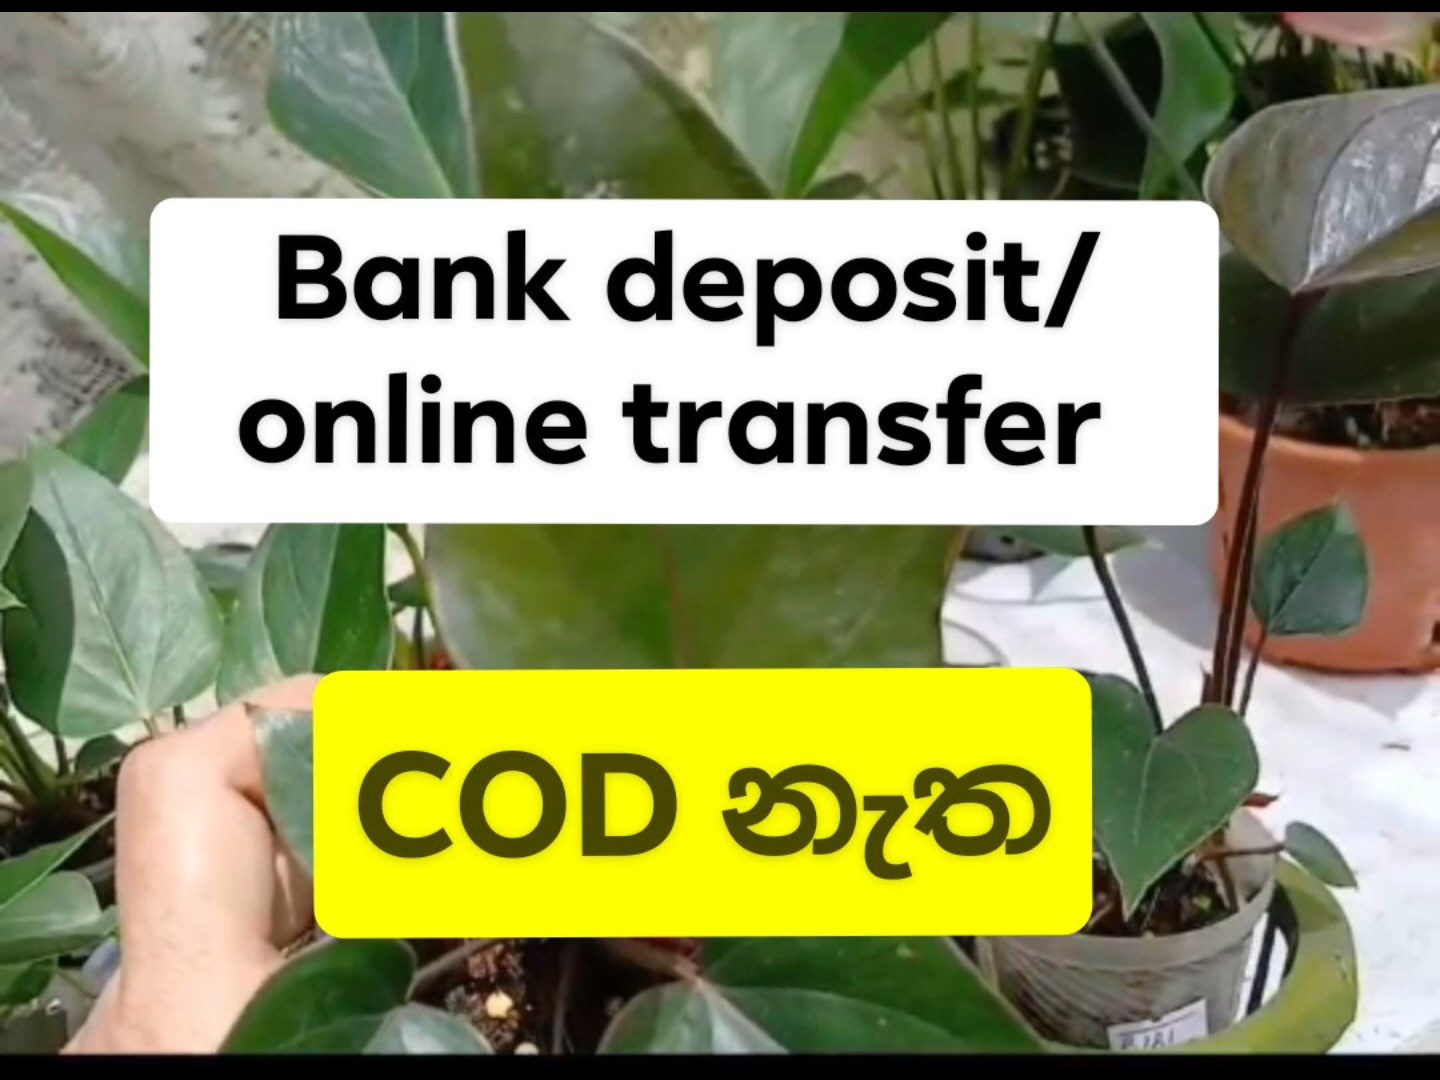 Bank deposit/
online transfer
COD නැත